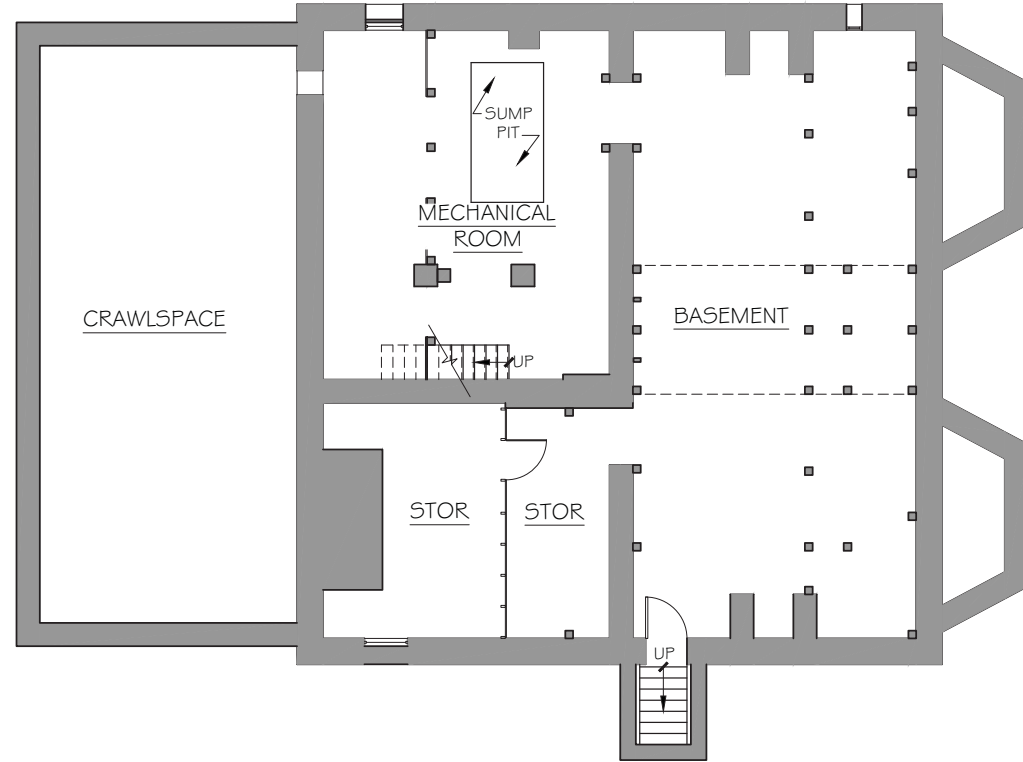 SUMP
PIT
MECHANICAL
ROOM
CRAWLSPACE
BASEMENT
UP
STOR
STOR
UP